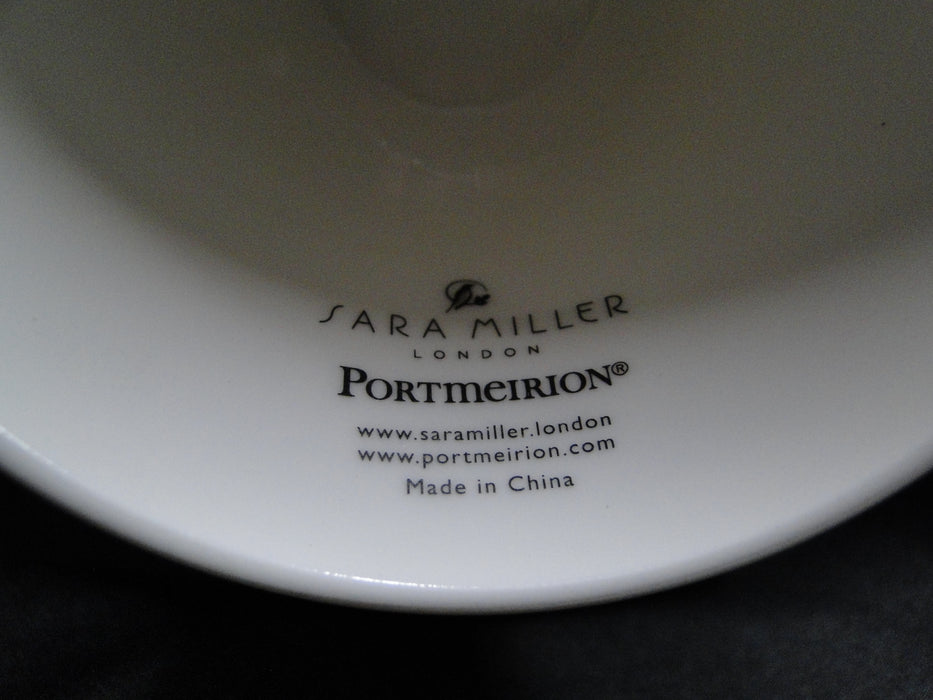 SARA MILLER
LONDON
PORTMEIRION®
www.saramiller.london
www.portmeirion.com
Made in China